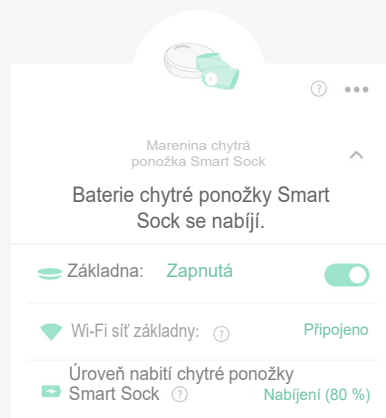 Marenina chytrá
ponožka Smart Sock
Baterie chytré ponožky Smart
Sock se nabíjí.
Základna: Zapnutá
Wi-Fi síť základny: ? Připojeno
Úroveň nabití chytré ponožky
Smart Sock ? Nabíjení (80 %)